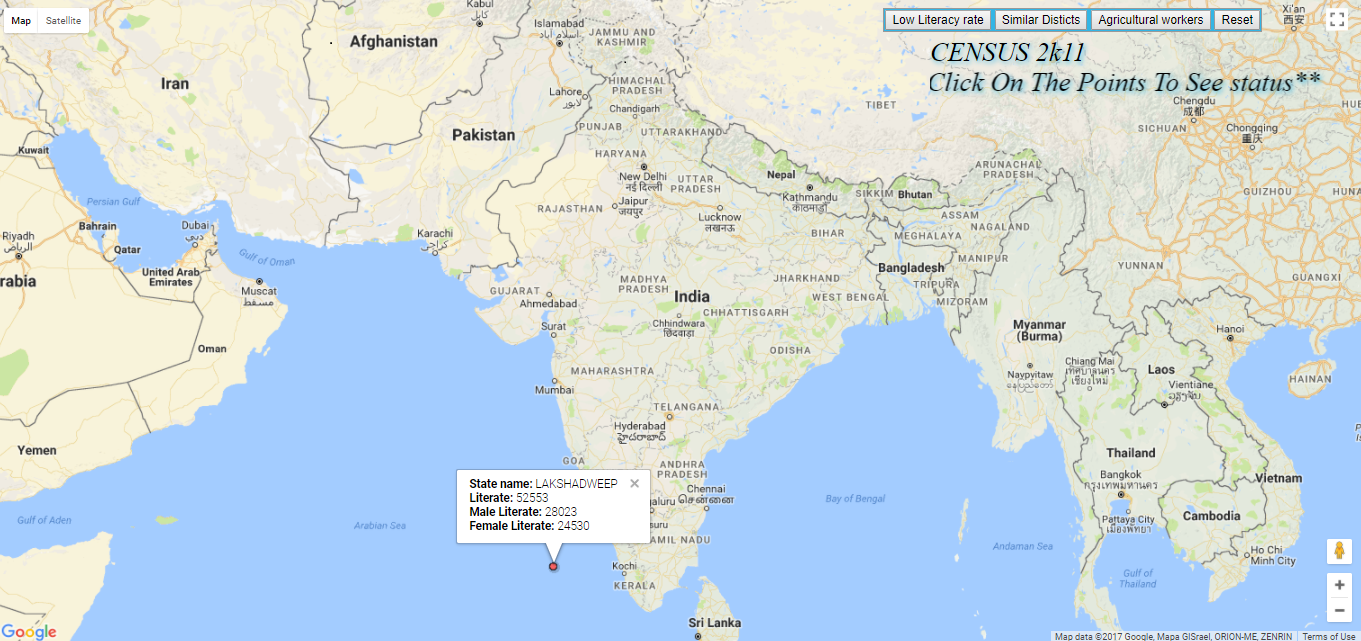 Map Satellite
Low Literacy rate Similar Disticts Agricultural workers Reset
CENSUS 2k11
Click On The Points To See status**
Kabul
کابل
Xi'an
西安
Islamabad
Afghanistan
JAMMU AND
KASHMIR
Iran
HIMACHAL
PRADESH
Lahore
لاہور
TIBET
Chengdu
成都
Chandigarh
PUNJAB
UTTARAKHAND
SICHUAN
Chongqing
重庆
Pakistan
Kuwait
HARYANA
New Delhi
नई दिल्ली
Nepal
Kathmandu
काठमाडौं
ARUNACHAL
PRADESH
UTTAR
PRADESH
SIKKIM
Bhutan
GUIZHOU
Persian Gulf
Jaipur
जयपुर
RAJASTHAN
Lucknow
लखनऊ
ASSAM
NAGALAND
Bahrain
Dubai
دبي
Karachi
کراچی
BIHAR
MEGHALAYA
Riyadh
الرياض
Qatar
Gulf of Oman
MANIPUR
YUNNAN
Bangladesh
United Arab
Emirates
rabia
MADHYA
PRADESH
JHARKHAND
TRIPURA
GUANGXI
Muscat
مسقط
GUJARAT
Ahmedabad
India
WEST BENGAL
MIZORAM
CHHATTISGARH
Surat
Chhindwara
छिंदवाड़ा
Myanmar
(Burma)
Hanoi
Oman
ODISHA
Chiang Mai
เชียงใหม่
Laos
Naypyitaw
Vientiane
ວຽງຈັນ
HAINAN
MAHARASHTRA
Mumbai
TELANGANA
Hyderabad
హైదరాబాద్
Yemen
Thailand
GOA
ANDHRA
PRADESH
Bangkok
กรุงเทพมหานคร
Vietnam
State name: LAKSHADWEEP
Literate: 52553
Male Literate: 28023
Female Literate: 24530
Chennai
சென்னை
aluru
suru
AMIL NADU
Bay of Bengal
Pattaya City
เมืองพัทยา
Cambodia
Gulf of Aden
Arabian Sea
Andaman Sea
Ho Chi
Minh City
Kochi
KERALA
Gulf of
Thailand
Sri Lanka
Google
Map data ©2017 Google, Mapa GISrael, ORION-ME, ZENRIN Terms of Use